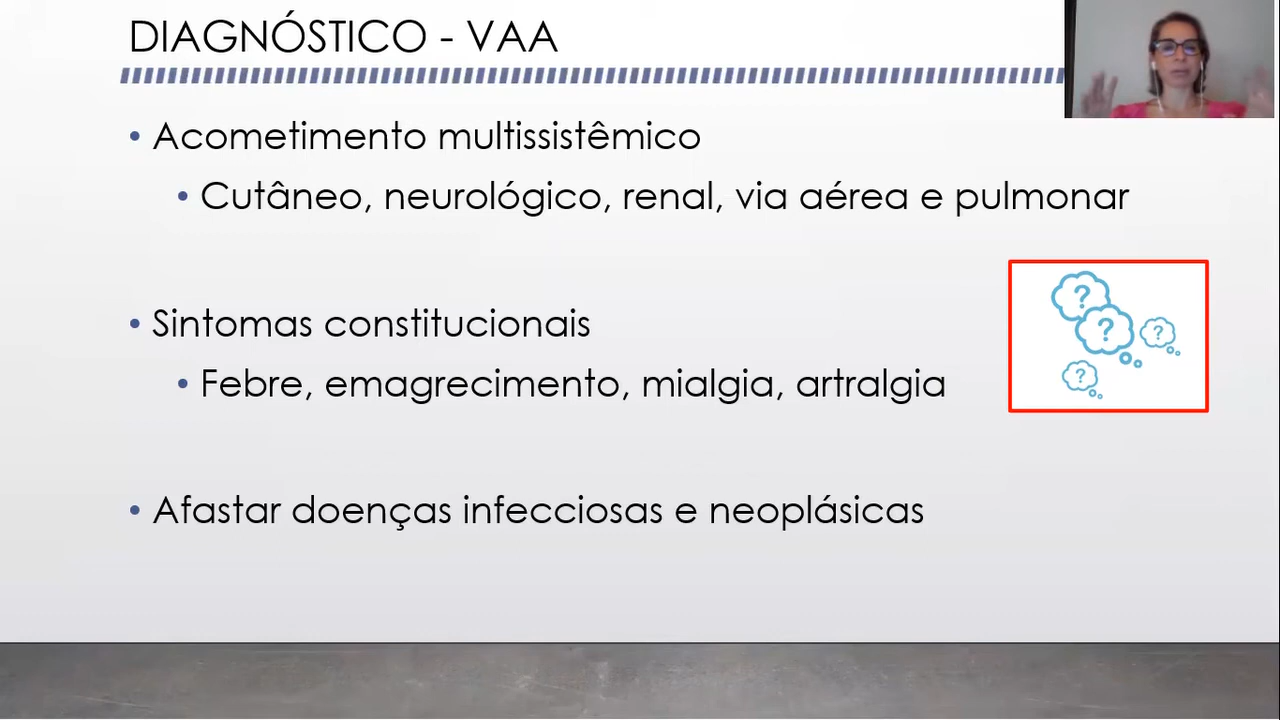 DIAGNÓSTICO - VAA
• Acometimento multissistêmico
• Cutâneo, neurológico, renal, via aérea e pulmonar
• Sintomas constitucionais
• Febre, emagrecimento, mialgia, artralgia
? ? ? ?
• Afastar doenças infecciosas e neoplásicas